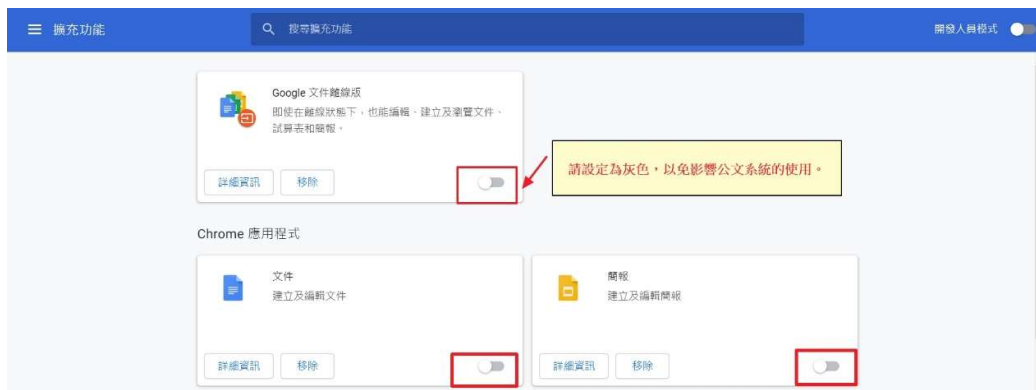 擴充功能
搜尋擴充功能
開發人員模式
Google 文件離線版
即使在離線狀態下，也能編輯、建立及瀏覽文件、
試算表和簡報。
詳細資訊
移除
請設定為灰色，以免影響公文系統的使用。
Chrome 應用程式
文件
建立及編輯文件
詳細資訊
移除
簡報
建立及編輯簡報
詳細資訊
移除